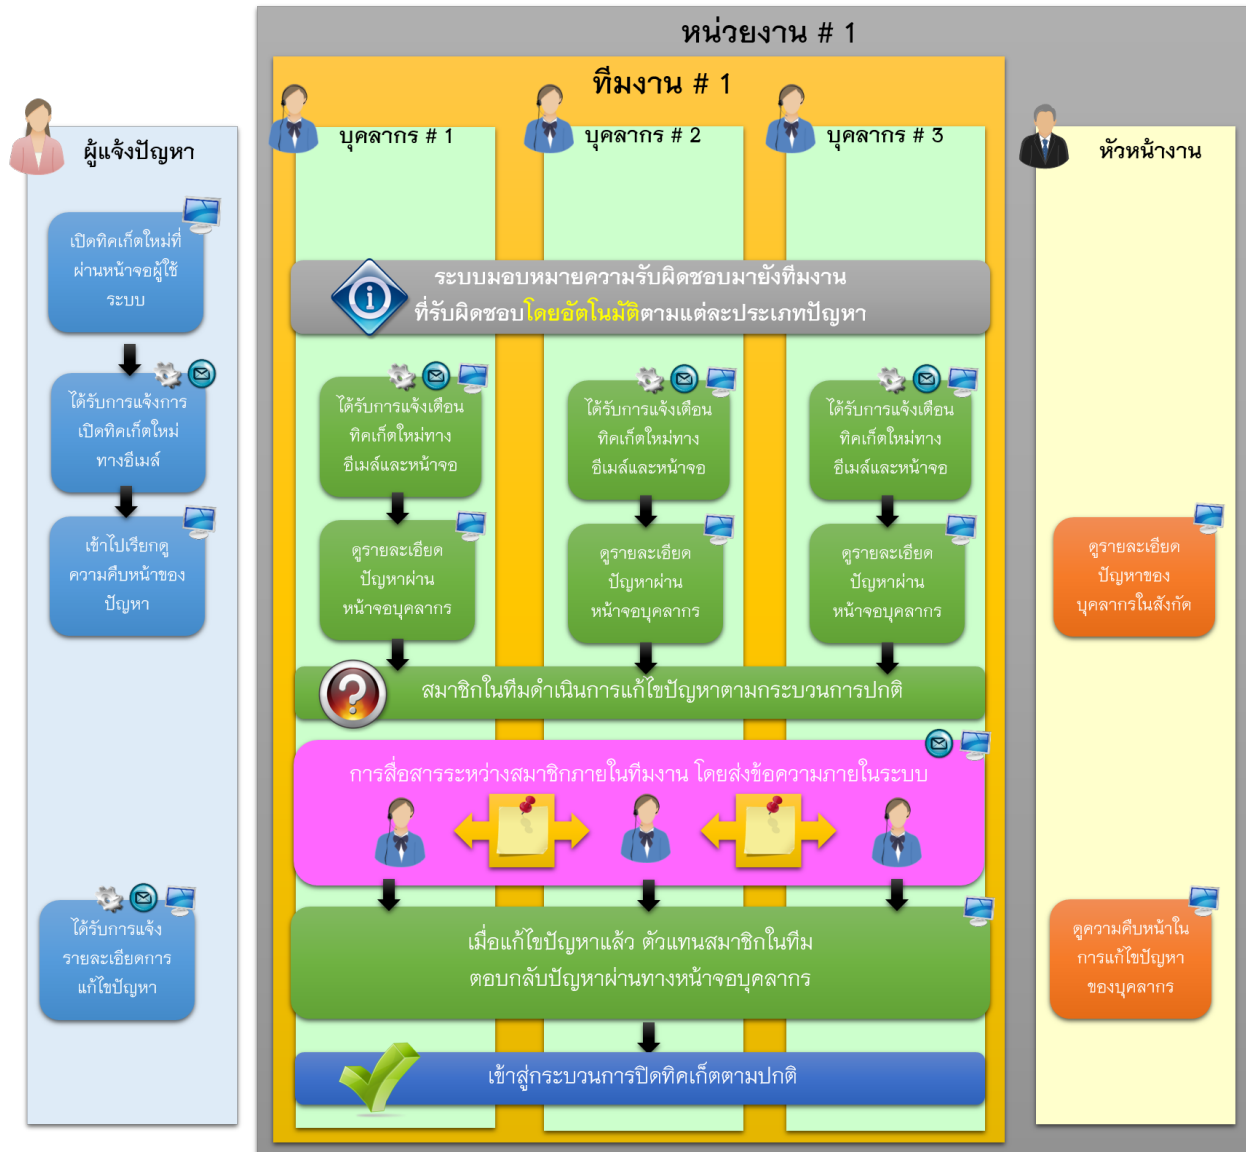 หน่วยงาน # 1
ทีมงาน # 1
ผู้แจ้งปัญหา
บุคลากร # 1
บุคลากร # 2
บุคลากร # 3
หัวหน้างาน
เปิดทิคเก็ตใหม่ที่
ผ่านหน้าจอผู้ใช้
ระบบ
ระบบมอบหมายความรับผิดชอบมายังทีมงาน
ที่รับผิดชอบโดยอัตโนมัติตามแต่ละประเภทปัญหา
ได้รับการแจ้งการ
เปิดทิคเก็ตใหม่
ทางอีเมล์
ได้รับการแจ้งเตือน
ทิคเก็ตใหม่ทาง
อีเมล์และหน้าจอ
ได้รับการแจ้งเตือน
ทิคเก็ตใหม่ทาง
อีเมล์และหน้าจอ
ได้รับการแจ้งเตือน
ทิคเก็ตใหม่ทาง
อีเมล์และหน้าจอ
เข้าไปเรียกดู
ความคืบหน้าของ
ปัญหา
ดูรายละเอียด
ปัญหาผ่าน
หน้าจอบุคลากร
ดูรายละเอียด
ปัญหาผ่าน
หน้าจอบุคลากร
ดูรายละเอียด
ปัญหาผ่าน
หน้าจอบุคลากร
ดูรายละเอียด
ปัญหาของ
บุคลากรในสังกัด
สมาชิกในทีมดำเนินการแก้ไขปัญหาตามกระบวนการปกติ
การสื่อสารระหว่างสมาชิกภายในทีมงาน โดยส่งข้อความภายในระบบ
ได้รับการแจ้ง
รายละเอียดการ
แก้ไขปัญหา
เมื่อแก้ไขปัญหาแล้ว ตัวแทนสมาชิกในทีม
ตอบกลับปัญหาผ่านทางหน้าจอบุคลากร
ดูความคืบหน้าใน
การแก้ไขปัญหา
ของบุคลากร
เข้าสู่กระบวนการปิดทิคเก็ตตามปกติ